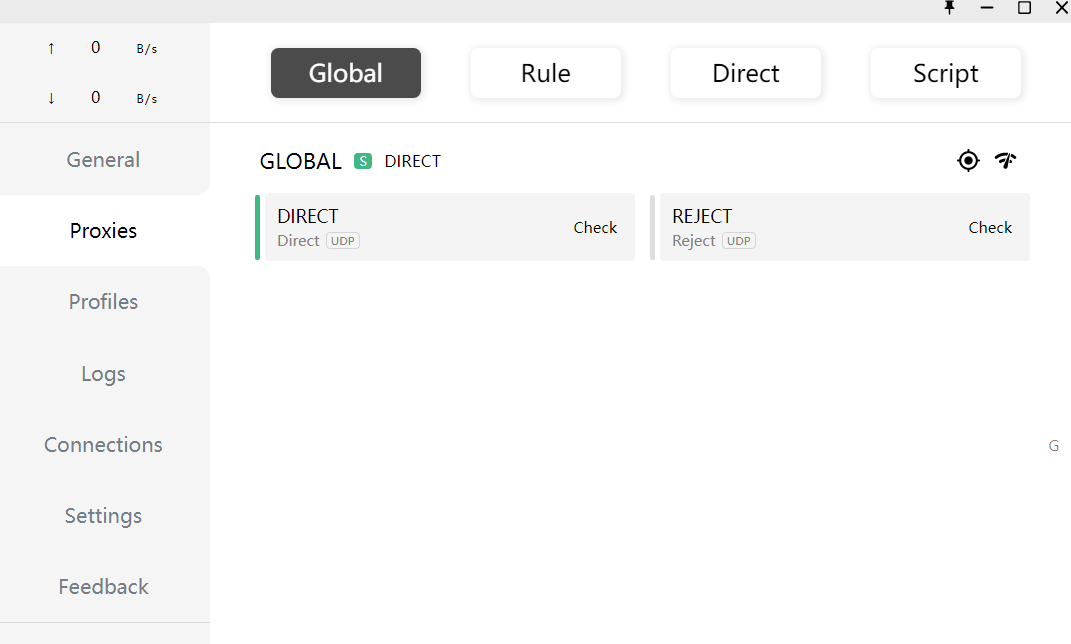 ↑ 0 B/s
↓ 0 B/s
General
Proxies
Profiles
Logs
Connections
Settings
Feedback
Global Rule Direct Script
GLOBAL S DIRECT
DIRECT
Direct UDP
Check
REJECT
Reject UDP
Check
G